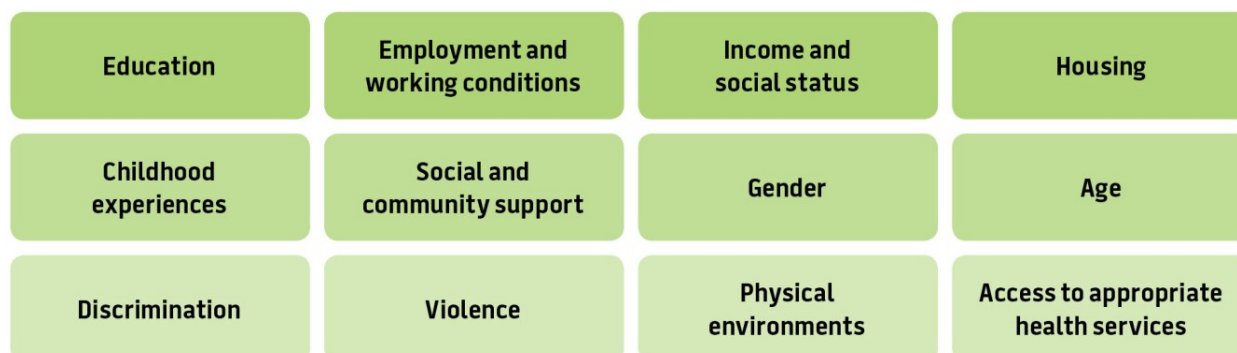 Education
Employment and
working conditions
Income and
social status
Housing
Childhood
experiences
Social and
community support
Gender
Age
Discrimination
Violence
Physical
environments
Access to appropriate
health services